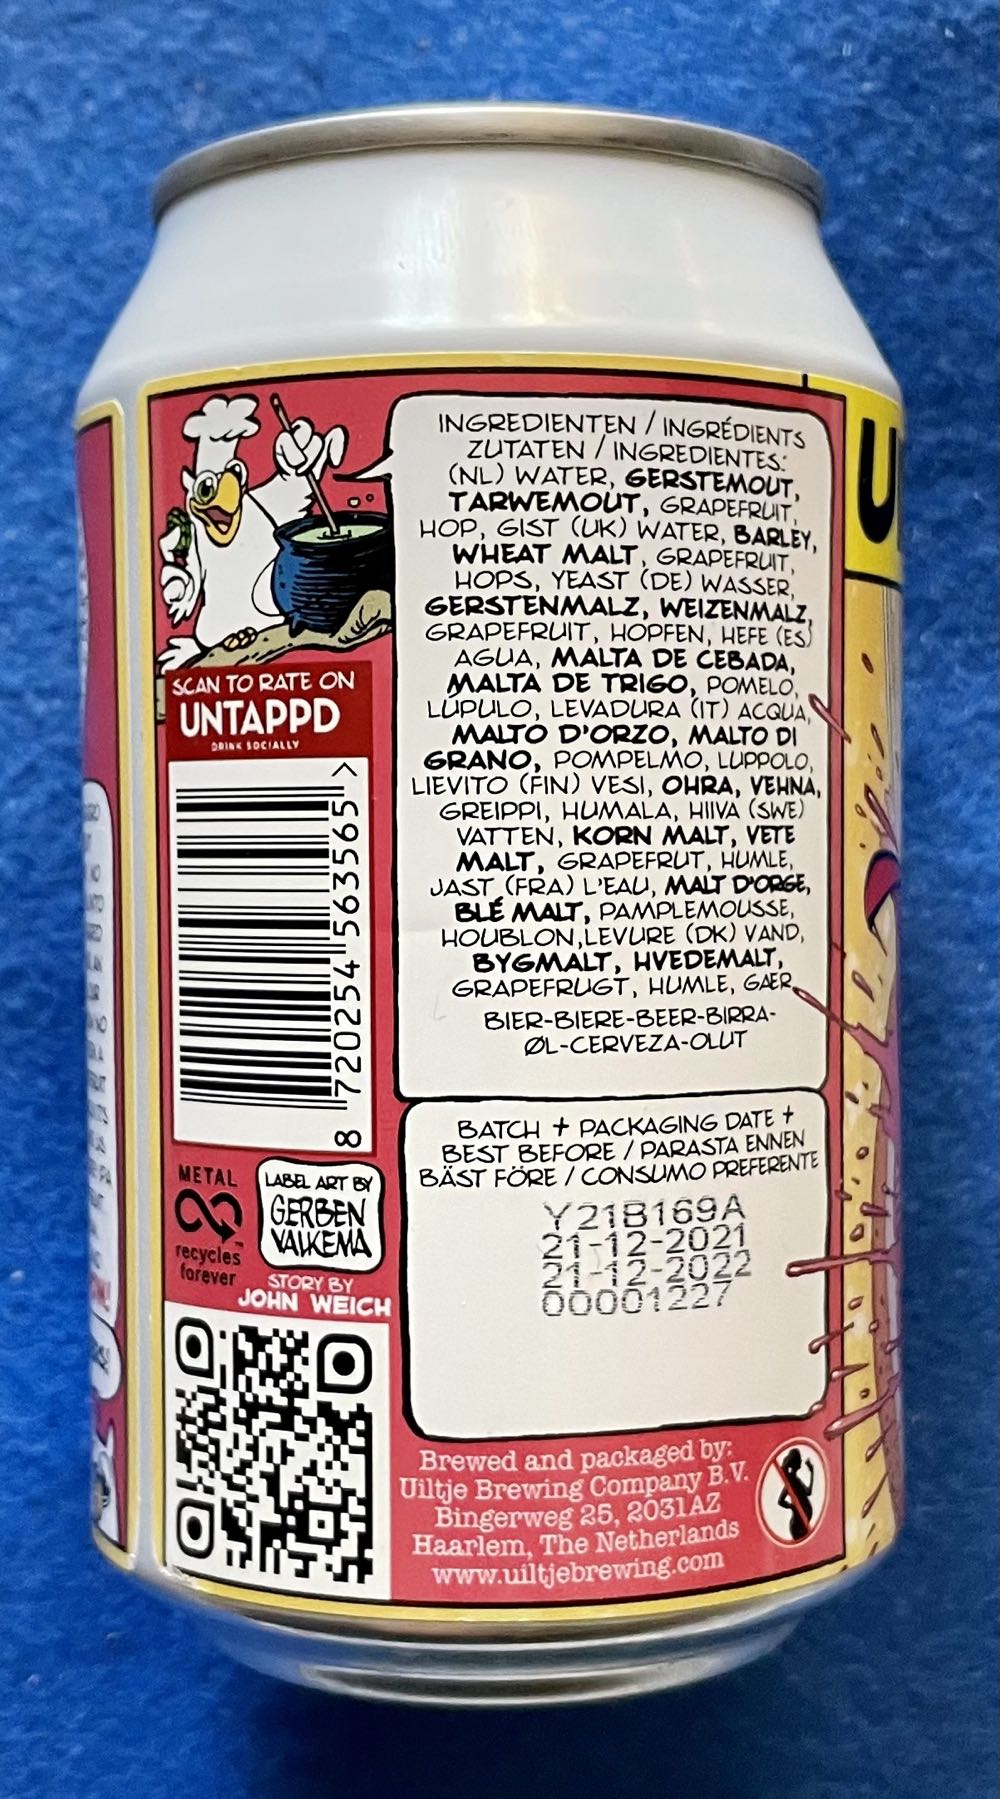 INGREDIENTEN / INGRÉDIENTS
ZUTATEN / INGREDIENTES:
(NL) WATER, GERSTEMOUT,
TARWEMOUT, GRAPEFRUIT,
HOP, GIST (UK) WATER, BARLEY,
WHEAT MALT, GRAPEFRUIT,
HOPS, YEAST (DE) WASSER,
GERSTENMALZ, WEIZENMALZ,
GRAPEFRUIT, HOPFEN, HEFE (ES)
AGUA, MALTA DE CEBADA,
MALTA DE TRIGO, POMELO,
LÚPULO, LEVADURA (IT) ACQUA,
MALTO D'ORZO, MALTO DI
GRANO, POMPELMO, LUPPOLO,
LIEVITO (FIN) VESI, OHRA, VEHNA,
GREIPPI, HUMALA, HIIVA (SWE)
VATTEN, KORN MALT, VETE
MALT, GRAPEFRUT, HUMLE,
JAST (FRA) L'EAU, MALT D'ORGE,
BLÉ MALT, PAMPLEMOUSSE,
HOUBLON,LEVURE (DK) VAND,
BYGMALT, HVEDEMALT,
GRAPEFRUGT, HUMLE, GAER
BIER-BIERE-BEER-BIRRA-
ØL-CERVEZA-OLUT
SCAN TO RATE ON
UNTAPPD
DRINK SOCIALLY
8 720254 563565 >
BATCH + PACKAGING DATE +
BEST BEFORE / PARASTA ENNEN
BÄST FÖRE / CONSUMO PREFERENTE
Y21B169A
21-12-2021
21-12-2022
00001227
METAL
recycles
forever
LABEL ART BY
GERBEN
VALKEMA
STORY BY
JOHN WEICH
Brewed and packaged by:
Uiltje Brewing Company B.V.
Bingerweg 25, 2031AZ
Haarlem, The Netherlands
www.uiltjebrewing.com